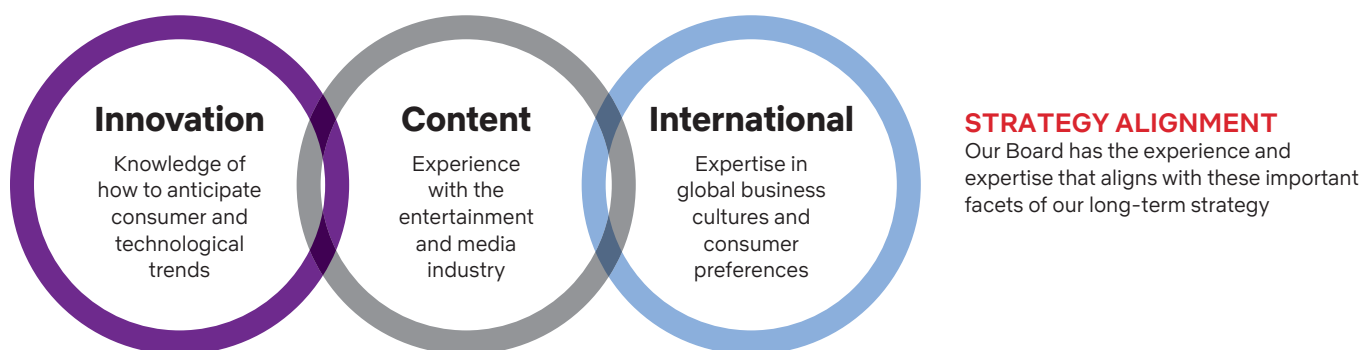 Innovation
Knowledge of
how to anticipate
consumer and
technological
trends
Content
Experience
with the
entertainment
and media
industry
International
Expertise in
global business
cultures and
consumer
preferences
STRATEGY ALIGNMENT
Our Board has the experience and
expertise that aligns with these important
facets of our long-term strategy